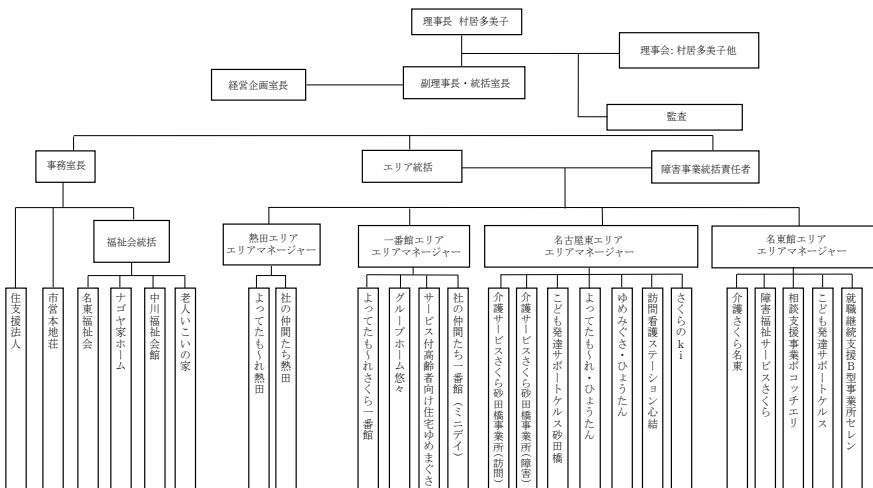 理事長 村居多美子
理事会: 村居多美子他
経営企画室長
副理事長・統括室長
監査
事務室長
エリア統括
障害事業統括責任者
福祉会統括
熱田エリア
エリアマネージャー
一番館エリア
エリアマネージャー
名古屋東エリア
エリアマネージャー
名東館エリア
エリアマネージャー
住支援法人
市営本地荘
名東福祉会
ナゴヤ家ホーム
中川福祉会館
老人いこいの家
よってたも〜れ熱田
社の仲間たち熱田
よってたも〜れさくら一番館
グループホーム悠々
サービス付高齢者向け住宅ゆめまぐさ
社の仲間たち一番館（ミニデイ）
介護サービスさくら砂田橋事業所(訪問)
介護サービスさくら砂田橋事業所(障害)
こども発達サポートケルス砂田橋
よってたも〜れ・ひょうたん
ゆめみぐさ・ひょうたん
訪問看護ステーション心結
さくらのｋｉ
介護さくら名東
障害福祉サービスさくら
相談支援事業ポコッチエリ
こども発達サポートケルス
就職継続支援Ｂ型事業所セレン